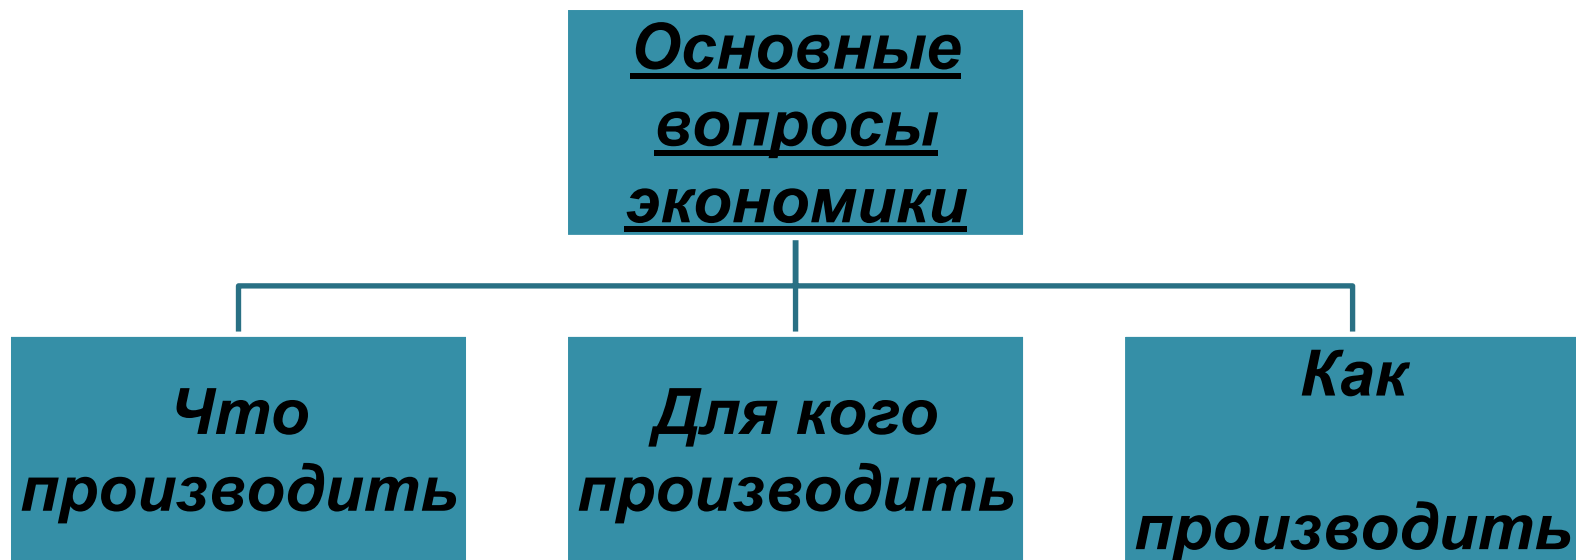 Основные
вопросы
экономики
Что
производить
Для кого
производить
Как
производить